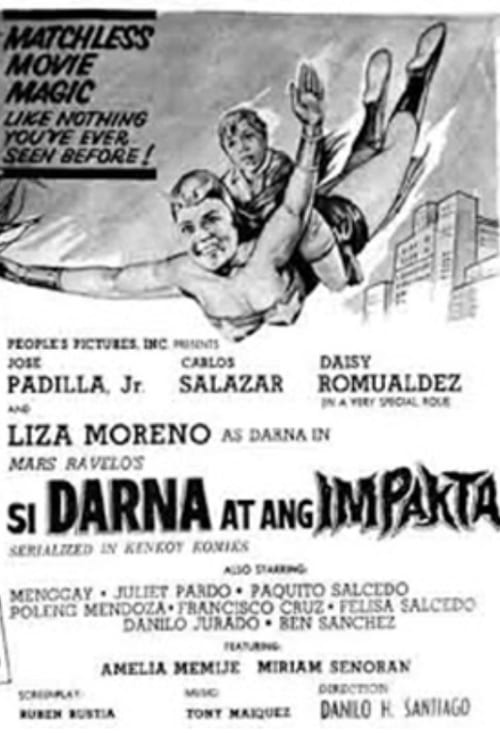 MATCHLESS
MOVIE
MAGIC
LIKE NOTHING
YOU'VE EVER
SEEN BEFORE!
PEOPLE'S PICTURES, INC. PRESENTS
JOSE CARLOS DAISY
PADILLA, Jr. SALAZAR ROMUALDEZ
(IN A VERY SPECIAL ROLE)
AND
LIZA MORENO AS DARNA IN
MARS RAVELO'S
SI DARNA AT ANG IMPAKTA
SERIALIZED IN KENKOY KOMIKS
ALSO STARRING:
MENGGAY • JULIET PARDO • PAQUITO SALCEDO
POLENG MENDOZA • FRANCISCO CRUZ • FELISA SALCEDO
DANILO JURADO • BEN SANCHEZ
FEATURING:
AMELIA MEMIJE MIRIAM SENORAN
SCREENPLAY: MUSIC: DIRECTION
RUBEN RUSTIA TONY MAIQUEZ DANILO H. SANTIAGO